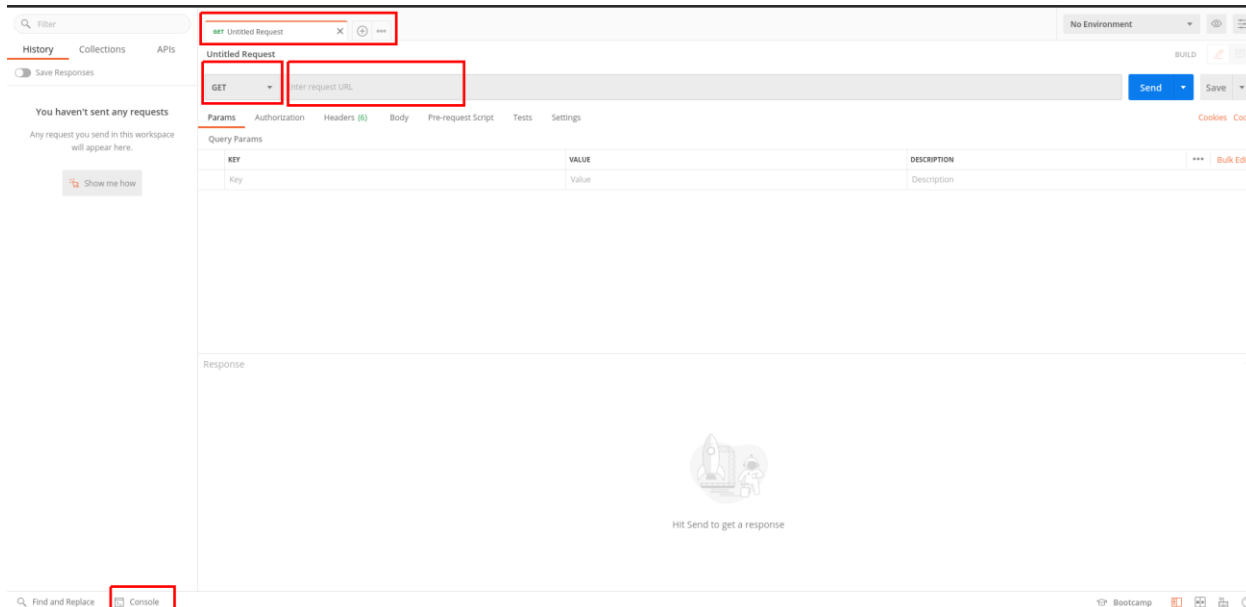 Filter
History Collections APIs
Save Responses
You haven't sent any requests
Any request you send in this workspace
will appear here.
Show me how
GET Untitled Request
No Environment
Untitled Request
BUILD
GET
Enter request URL
Send
Save
Params Authorization Headers (6) Body Pre-request Script Tests Settings
Cookies
Query Params
KEY VALUE DESCRIPTION
Bulk
Key Value Description
Response
Hit Send to get a response
Find and Replace Console
Bootcamp